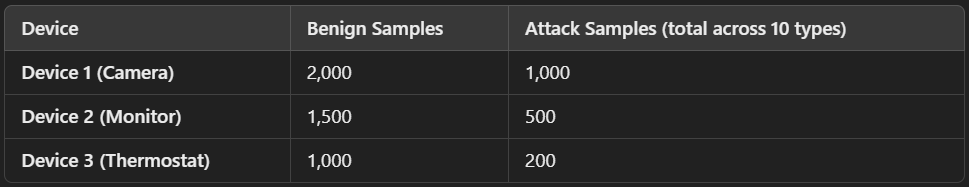 Device Benign Samples Attack Samples (total across 10 types)
Device 1 (Camera) 2,000 1,000
Device 2 (Monitor) 1,500 500
Device 3 (Thermostat) 1,000 200